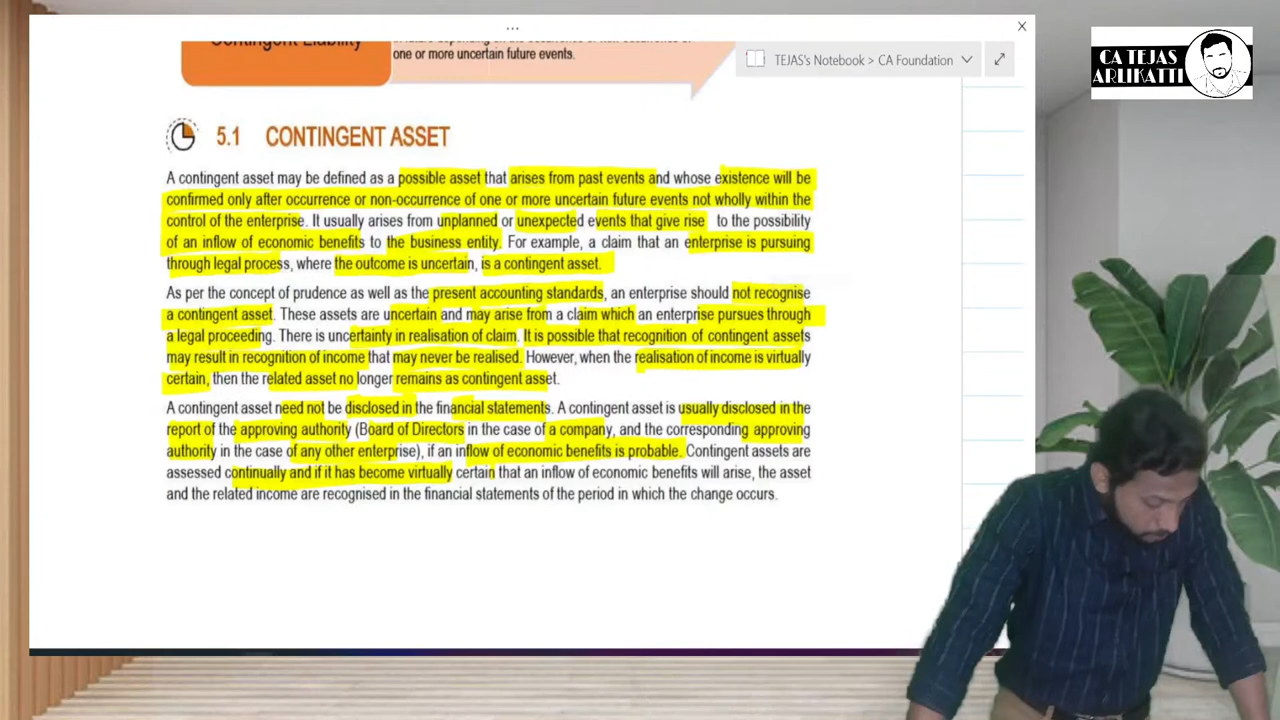 ...
X
CA TEJAS
ARLIKATTI
Contingent Liability
one or more uncertain future events.
TEJAS's Notebook > CA Foundation
5.1 CONTINGENT ASSET
A contingent asset may be defined as a possible asset that arises from past events and whose existence will be
confirmed only after occurrence or non-occurrence of one or more uncertain future events not wholly within the
control of the enterprise. It usually arises from unplanned or unexpected events that give rise to the possibility
of an inflow of economic benefits to the business entity. For example, a claim that an enterprise is pursuing
through legal process, where the outcome is uncertain, is a contingent asset.
As per the concept of prudence as well as the present accounting standards, an enterprise should not recognise
a contingent asset. These assets are uncertain and may arise from a claim which an enterprise pursues through
a legal proceeding. There is uncertainty in realisation of claim. It is possible that recognition of contingent assets
may result in recognition of income that may never be realised. However, when the realisation of income is virtually
certain, then the related asset no longer remains as contingent asset.
A contingent asset need not be disclosed in the financial statements. A contingent asset is usually disclosed in the
report of the approving authority (Board of Directors in the case of a company, and the corresponding approving
authority in the case of any other enterprise), if an inflow of economic benefits is probable. Contingent assets are
assessed continually and if it has become virtually certain that an inflow of economic benefits will arise, the asset
and the related income are recognised in the financial statements of the period in which the change occurs.